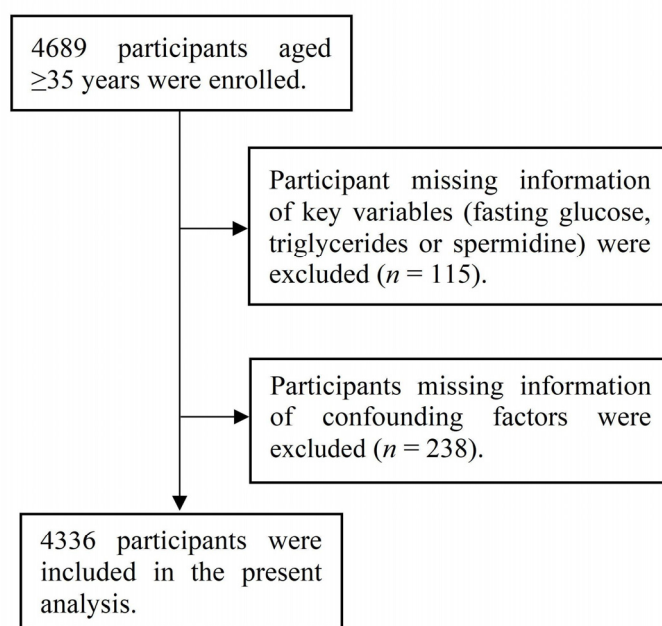 4689 participants aged
≥35 years were enrolled.
Participant missing information
of key variables (fasting glucose,
triglycerides or spermidine) were
excluded (n = 115).
Participants missing information
of confounding factors were
excluded (n = 238).
4336 participants were
included in the present
analysis.